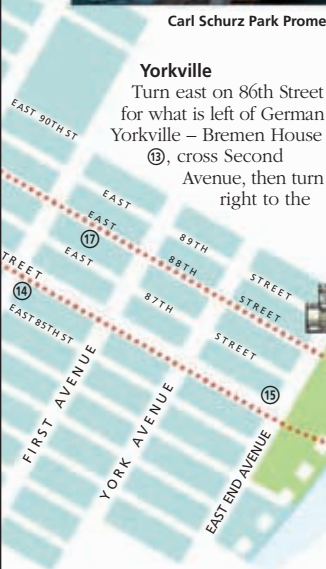 Carl Schurz Park Prome
Yorkville
Turn east on 86th Street
for what is left of German
Yorkville – Bremen House
⑬, cross Second
Avenue, then turn
right to the
EAST 90TH ST
EAST
89TH
STREET
EAST
88TH
STREET
⑰
EAST
87TH
STREET
TREET
⑭
EAST 85TH ST
⑮
FIRST AVENUE
YORK AVENUE
EAST END AVENUE